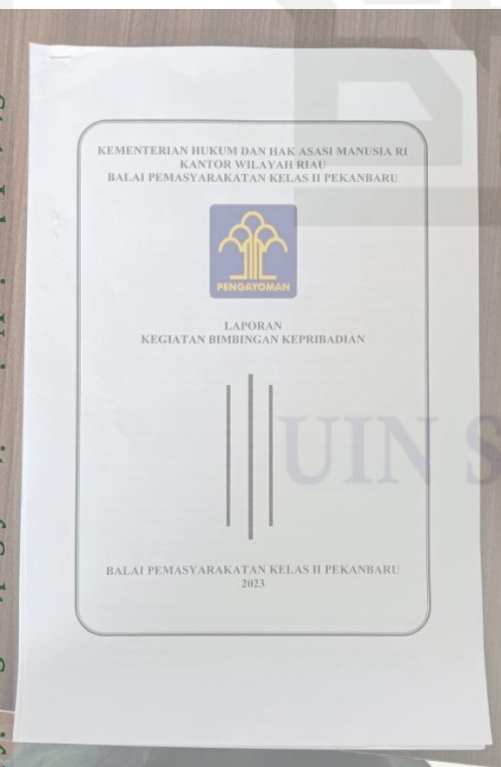 KEMENTERIAN HUKUM DAN HAK ASASI MANUSIA RI
KANTOR WILAYAH RIAU
BALAI PEMASYARAKATAN KELAS II PEKANBARU
PENGAYOMAN
LAPORAN
KEGIATAN BIMBINGAN KEPRIBADIAN
UIN S
BALAI PEMASYARAKATAN KELAS II PEKANBARU
2023